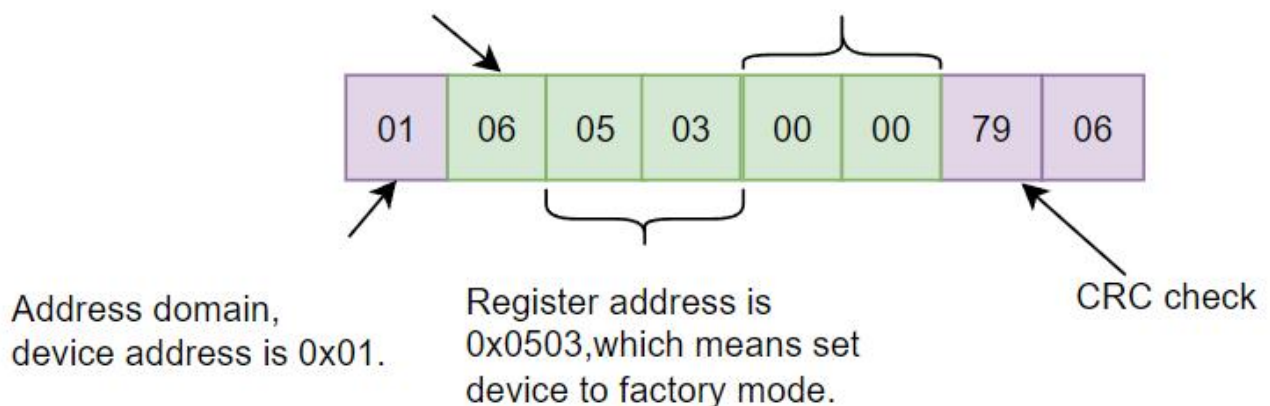 01 06 05 03 00 00 79 06
Address domain,
device address is 0x01.
Register address is
0x0503,which means set
device to factory mode.
CRC check